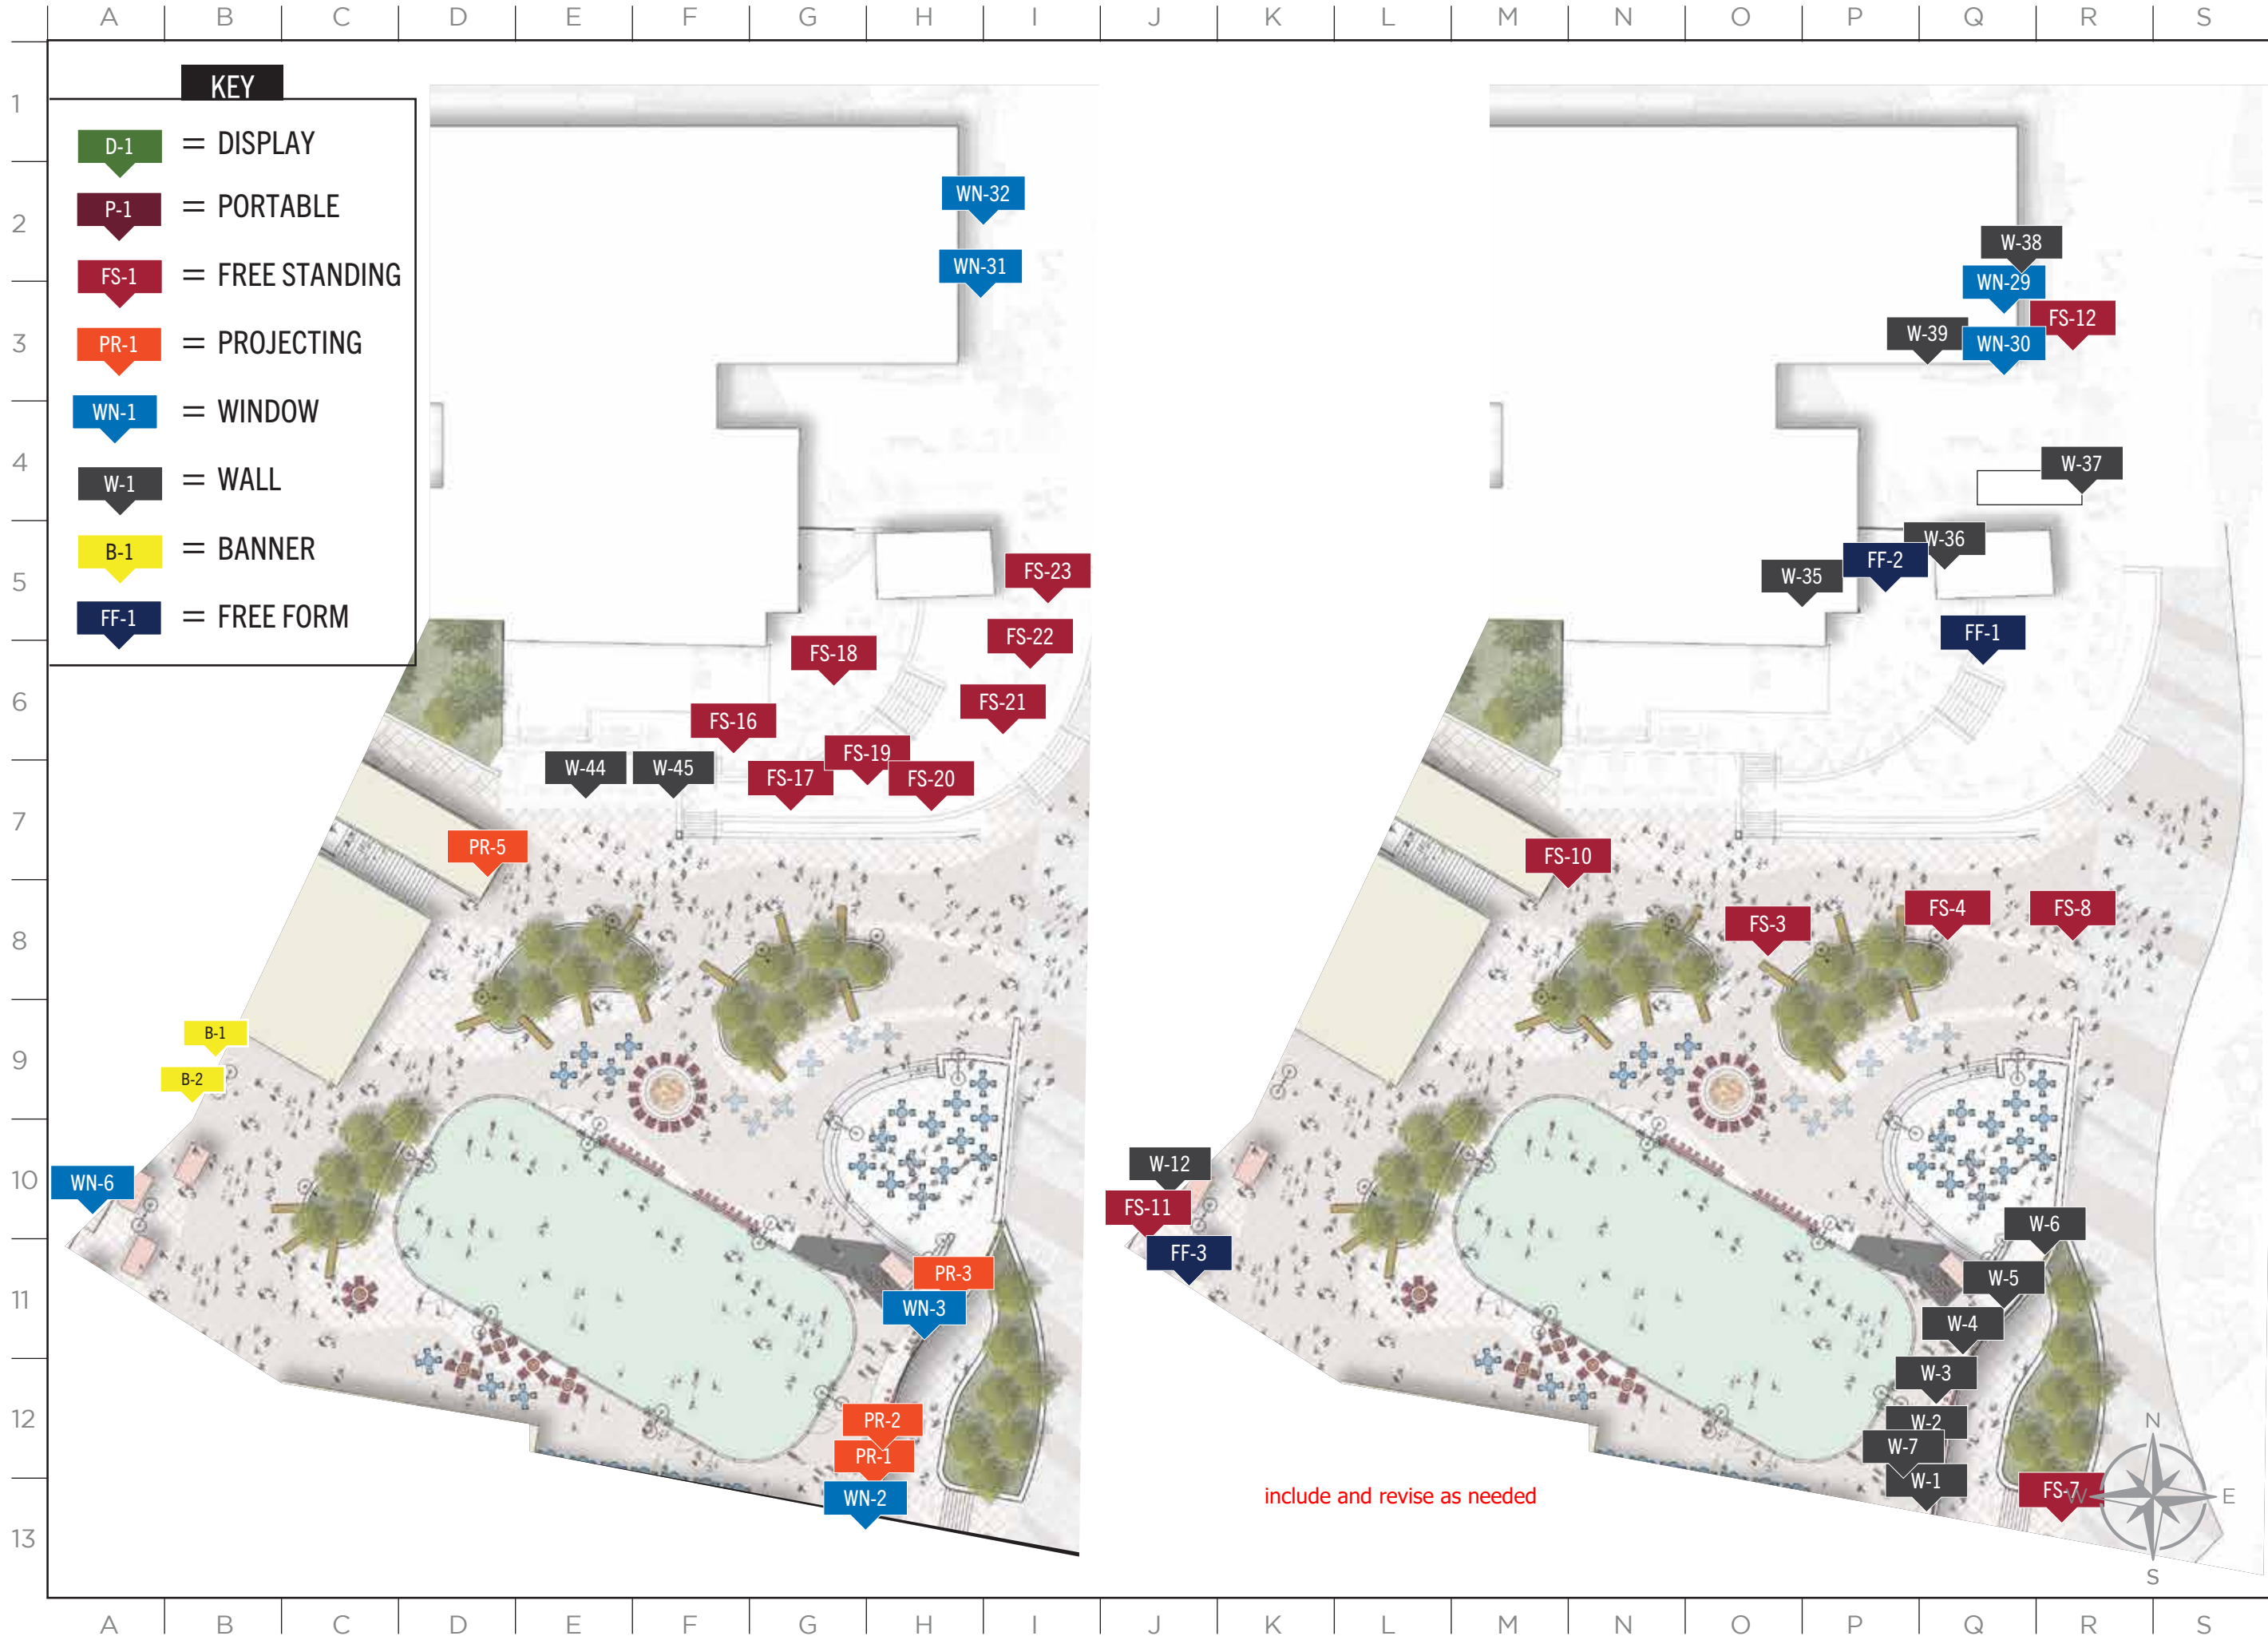 A B C D E F G H I J K L M N O P Q R S
1
2
3
4
5
6
7
8
9
10
11
12
13
KEY
D-1 = DISPLAY
P-1 = PORTABLE
FS-1 = FREE STANDING
PR-1 = PROJECTING
WN-1 = WINDOW
W-1 = WALL
B-1 = BANNER
FF-1 = FREE FORM
WN-32
WN-31
FS-23
FS-22
FS-18
FS-21
FS-16
FS-19
W-44
W-45
FS-17
FS-20
PR-5
B-1
B-2
WN-6
PR-3
WN-3
PR-2
PR-1
WN-2
W-38
WN-29
FS-12
W-39
WN-30
W-37
W-36
FF-2
W-35
FF-1
FS-10
FS-3
FS-4
FS-8
W-12
FS-11
FF-3
W-6
W-5
W-4
W-3
W-2
W-7
W-1
FS-7
include and revise as needed
N
W
E
S
A B C D E F G H I J K L M N O P Q R S